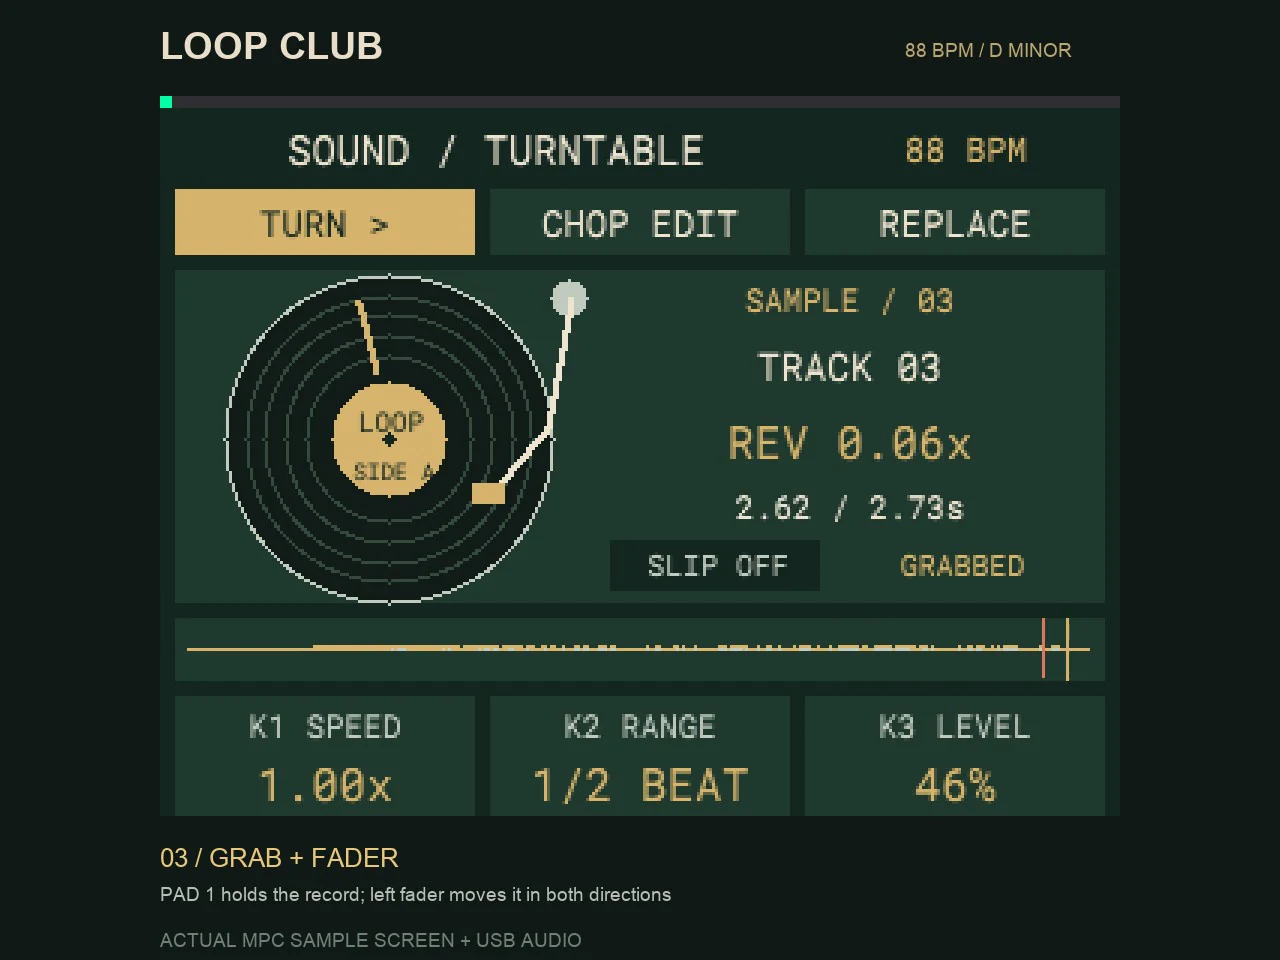 LOOP CLUB
88 BPM / D MINOR
SOUND / TURNTABLE
88 BPM
TURN >
CHOP EDIT
REPLACE
LOOP
SIDE A
SAMPLE / 03
TRACK 03
REV 0.06x
2.62 / 2.73s
SLIP OFF
GRABBED
K1 SPEED
K2 RANGE
K3 LEVEL
1.00x
1/2 BEAT
46%
03 / GRAB + FADER
PAD 1 holds the record; left fader moves it in both directions
ACTUAL MPC SAMPLE SCREEN + USB AUDIO